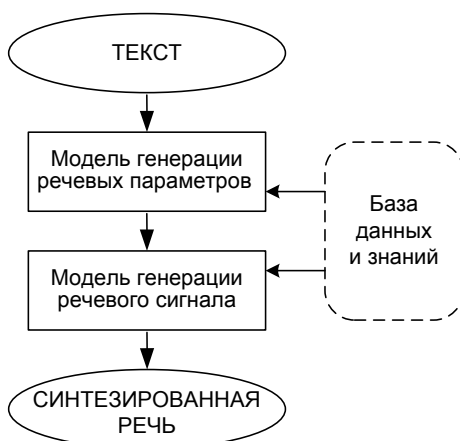 ТЕКСТ
Модель генерации
речевых параметров
База
данных
и знаний
Модель генерации
речевого сигнала
СИНТЕЗИРОВАННАЯ
РЕЧЬ